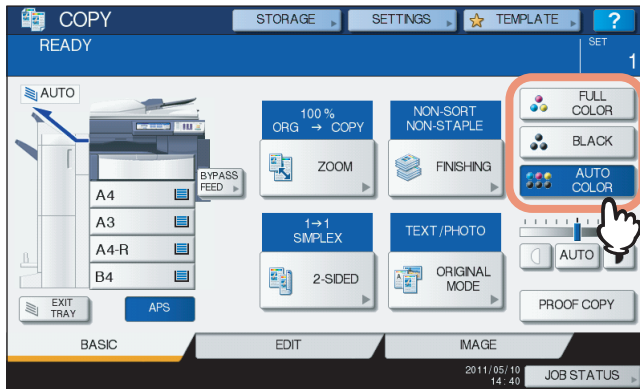 COPY
STORAGE
SETTINGS
TEMPLATE
?
READY
SET
1
AUTO
100 %
ORG → COPY
ZOOM
NON-SORT
NON-STAPLE
FINISHING
FULL
COLOR
BLACK
AUTO
COLOR
BYPASS
FEED
A4
A3
A4-R
B4
1→1
SIMPLEX
2-SIDED
TEXT/PHOTO
ORIGINAL
MODE
AUTO
EXIT
TRAY
APS
PROOF COPY
BASIC
EDIT
IMAGE
2011/05/10
14:40
JOB STATUS